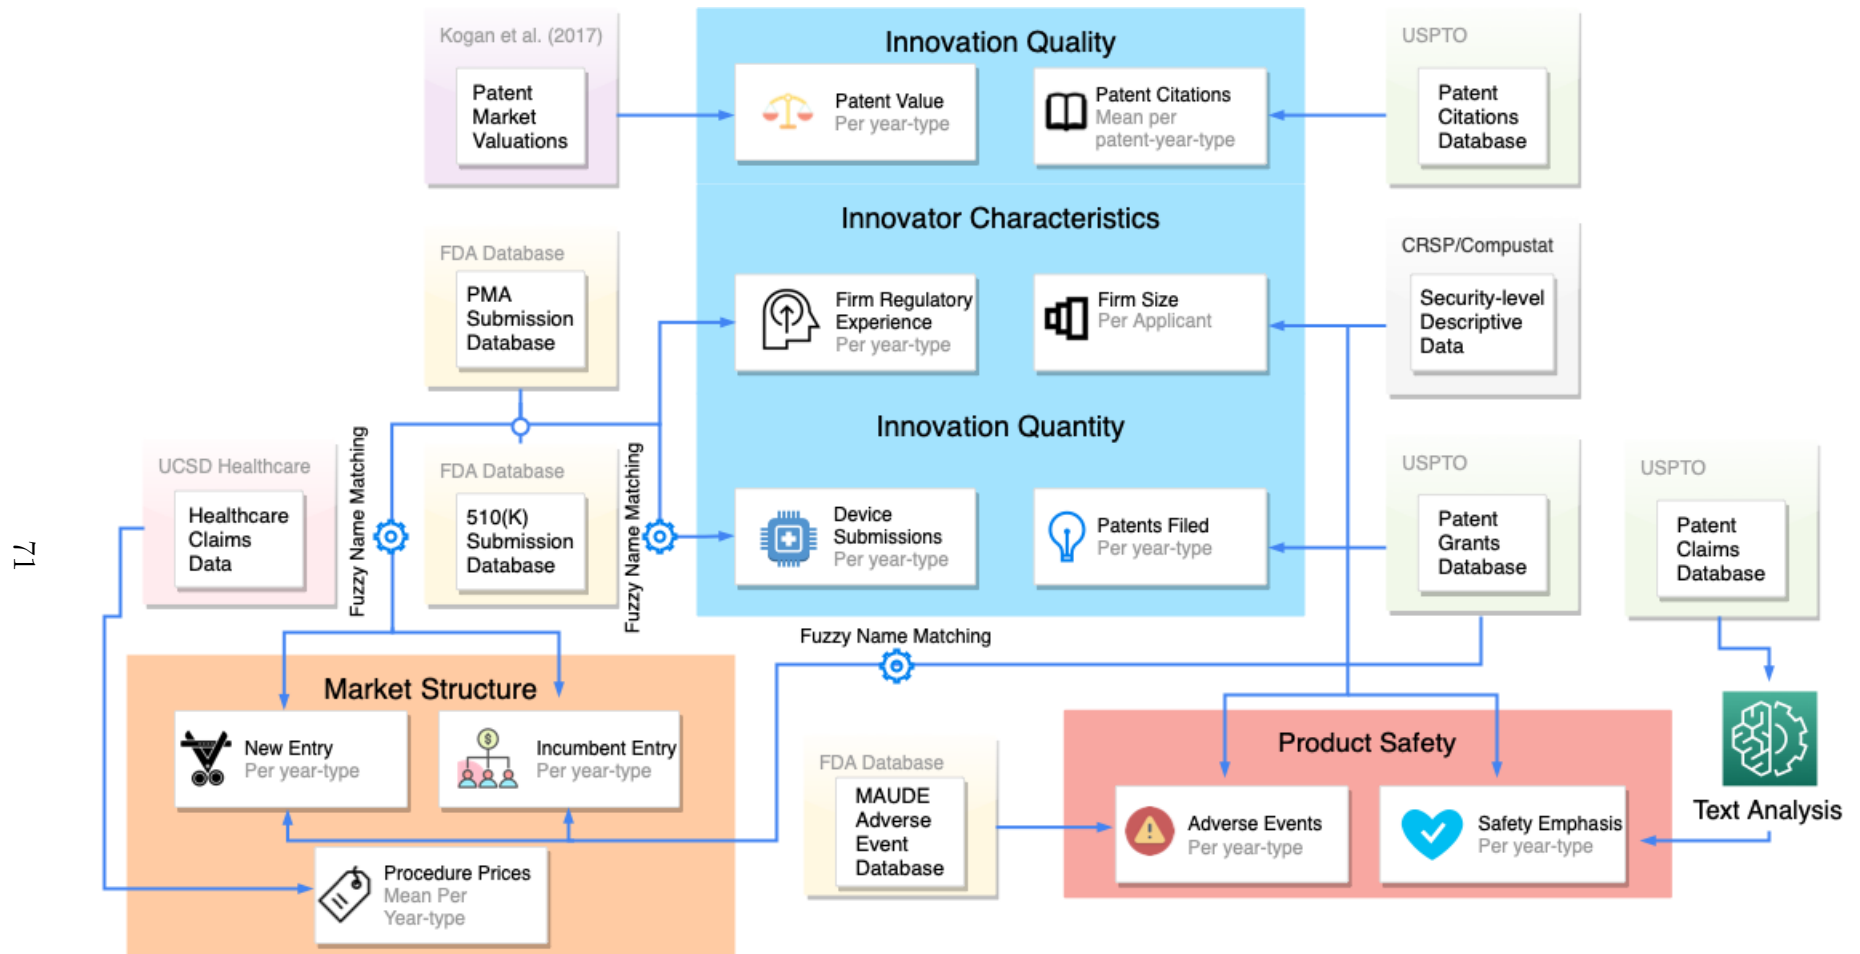 Kogan et al. (2017)
Patent
Market
Valuations
Innovation Quality
Patent Value
Per year-type
Patent Citations
Mean per
patent-year-type
USPTO
Patent
Citations
Database
FDA Database
PMA
Submission
Database
Innovator Characteristics
Firm Regulatory
Experience
Per year-type
Firm Size
Per Applicant
CRSP/Compustat
Security-level
Descriptive
Data
UCSD Healthcare
Healthcare
Claims
Data
Fuzzy Name Matching
FDA Database
510(K)
Submission
Database
Fuzzy Name Matching
Innovation Quantity
Device
Submissions
Per year-type
Patents Filed
Per year-type
USPTO
Patent
Grants
Database
USPTO
Patent
Claims
Database
71
Fuzzy Name Matching
Market Structure
New Entry
Per year-type
$
Incumbent Entry
Per year-type
Procedure Prices
Mean Per
Year-type
FDA Database
MAUDE
Adverse
Event
Database
Product Safety
Adverse Events
Per year-type
Safety Emphasis
Per year-type
Text Analysis